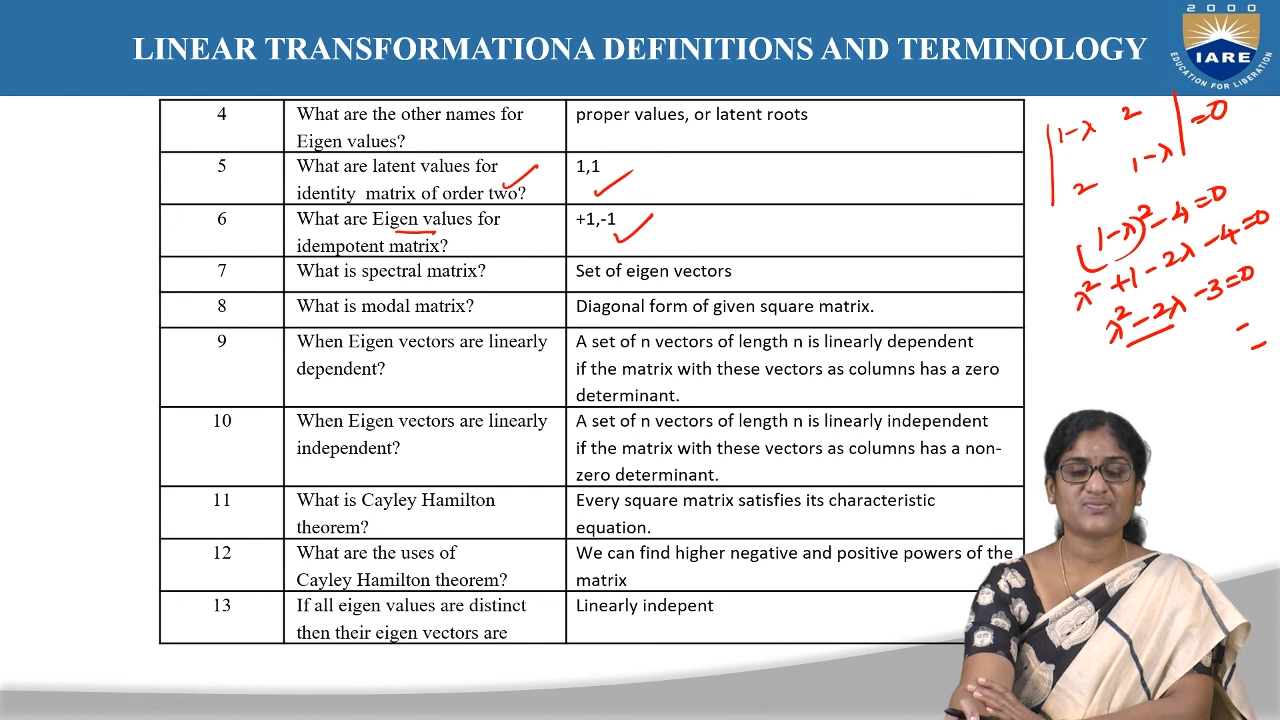 2000
LINEAR TRANSFORMATIONA DEFINITIONS AND TERMINOLOGY
IARE
EDUCATION FOR LIBERATION
4 What are the other names for proper values, or latent roots
Eigen values?
5 What are latent values for 1,1
identity matrix of order two?
6 What are Eigen values for +1,-1
idempotent matrix?
7 What is spectral matrix? Set of eigen vectors
8 What is modal matrix? Diagonal form of given square matrix.
9 When Eigen vectors are linearly A set of n vectors of length n is linearly dependent
dependent? if the matrix with these vectors as columns has a zero
determinant.
10 When Eigen vectors are linearly A set of n vectors of length n is linearly independent
independent? if the matrix with these vectors as columns has a non-
zero determinant.
11 What is Cayley Hamilton Every square matrix satisfies its characteristic
theorem? equation.
12 What are the uses of We can find higher negative and positive powers of the
Cayley Hamilton theorem? matrix
13 If all eigen values are distinct Linearly indepent
then their eigen vectors are
|1-λ 2| =0
|2 1-λ|
(1-λ)²-4=0
λ²+1-2λ-4=0
λ²-2λ-3=0